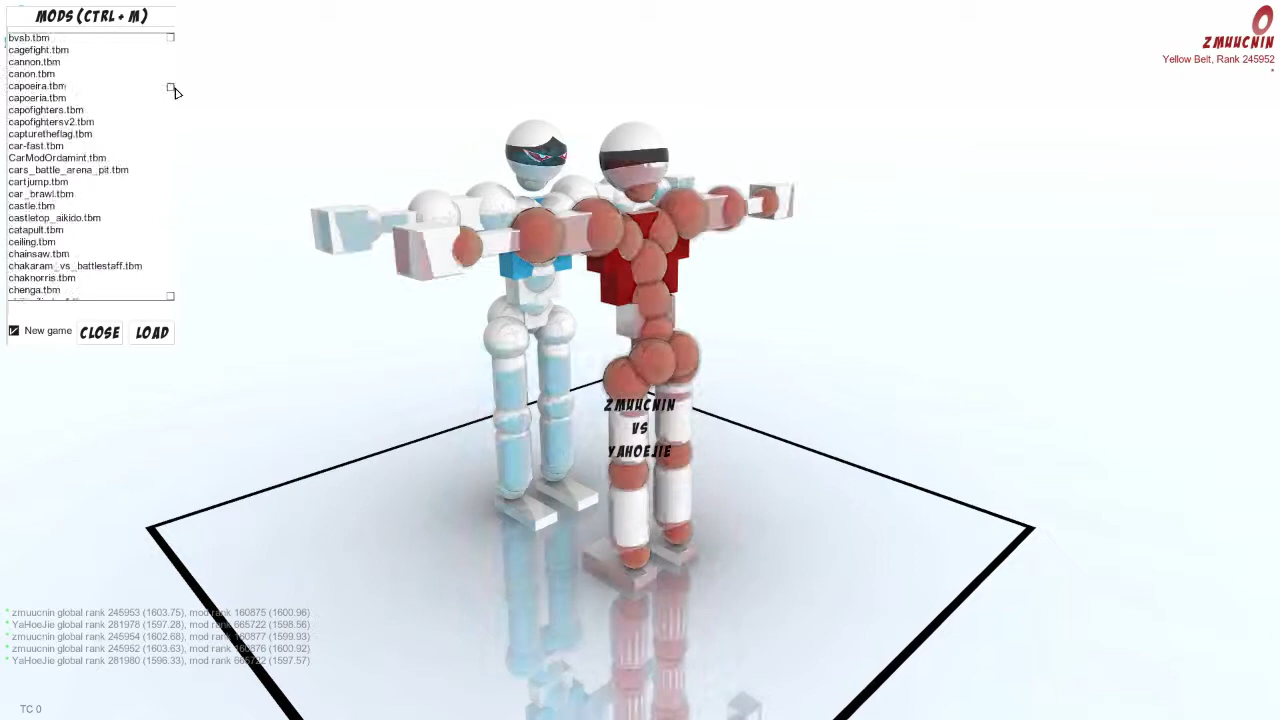 MODS (CTRL + M)
bvsb.tbm
cagefight.tbm
cannon.tbm
canon.tbm
capoeira.tbm
capoeria.tbm
capofighters.tbm
capofightersv2.tbm
capturetheflag.tbm
car-fast.tbm
CarModOrdamint.tbm
cars_battle_arena_pit.tbm
cartjump.tbm
car_brawl.tbm
castle.tbm
castletop_aikido.tbm
catapult.tbm
ceiling.tbm
chainsaw.tbm
chakaram_vs_battlestaff.tbm
chaknorris.tbm
chenga.tbm
New game
CLOSE
LOAD
0
ZMUUCNIN
Yellow Belt, Rank 245952
ZMUUCNIN
VS
YAHOEJIE
* zmuucnin global rank 245953 (1603.75), mod rank 160875 (1600.96)
* YaHoeJie global rank 281978 (1597.28), mod rank 665722 (1598.56)
* zmuucnin global rank 245954 (1602.68), mod rank 160877 (1599.93)
* zmuucnin global rank 245952 (1603.63), mod rank 160876 (1600.92)
* YaHoeJie global rank 281980 (1596.33), mod rank 665722 (1597.57)
TC 0